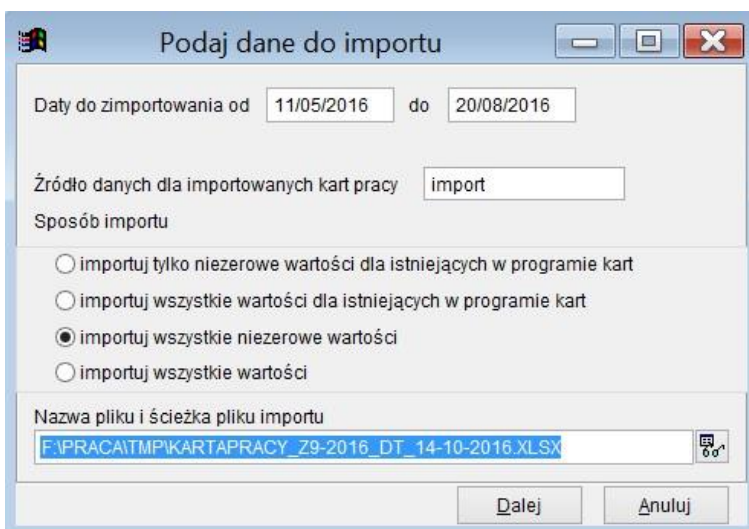 Podaj dane do importu
Daty do zimportowania od 11/05/2016 do 20/08/2016
Źródło danych dla importowanych kart pracy import
Sposób importu
importuj tylko niezerowe wartości dla istniejących w programie kart
importuj wszystkie wartości dla istniejących w programie kart
importuj wszystkie niezerowe wartości
importuj wszystkie wartości
Nazwa pliku i ścieżka pliku importu
F:\PRACA\TMP\KARTAPRACY_Z9-2016_DT_14-10-2016.XLSX
Dalej Anuluj